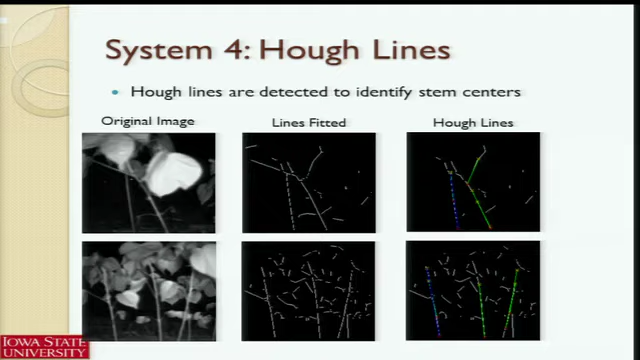 System 4: Hough Lines
• Hough lines are detected to identify stem centers
Original Image
Lines Fitted
Hough Lines
IOWA STATE
UNIVERSITY